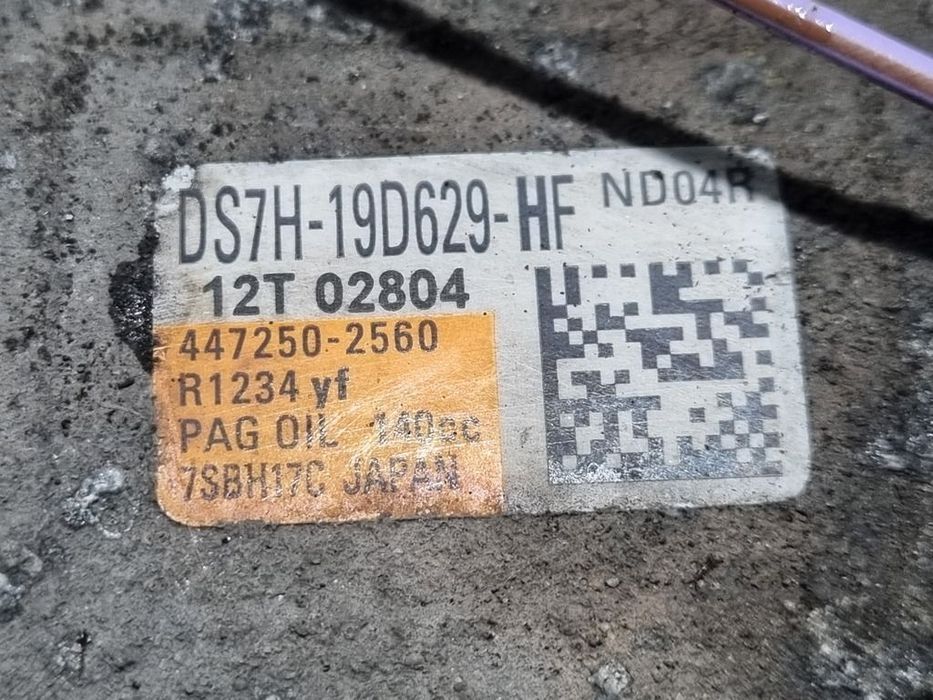 DS7H-19D629-HF ND04R
12T 02804
447250-2560
R1234 yf
PAG OIL 140cc
7SBH17C JAPAN